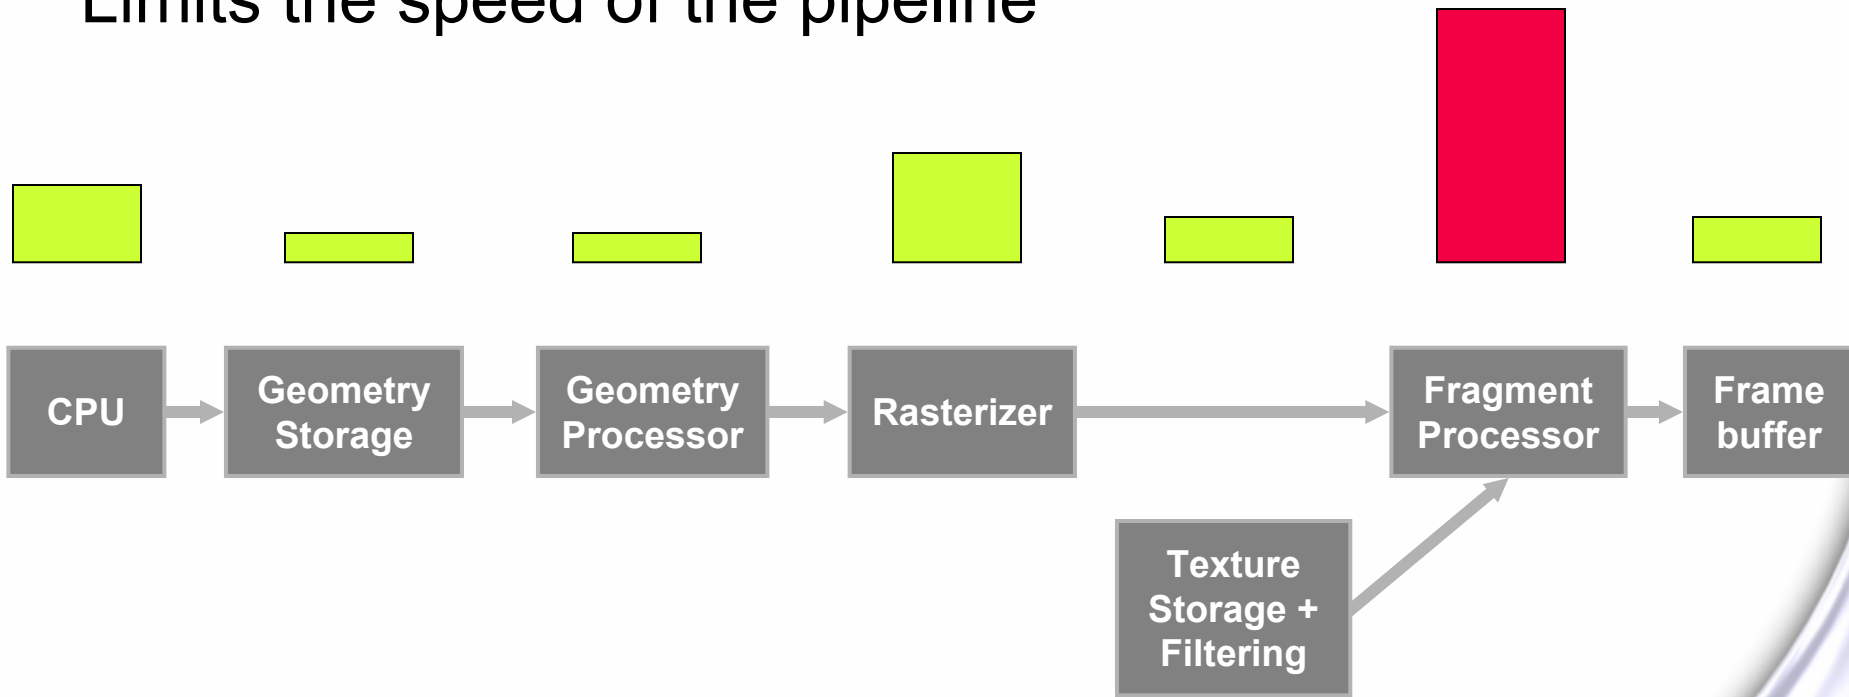 Limits the speed of the pipeline
CPU
Geometry
Storage
Geometry
Processor
Rasterizer
Fragment
Processor
Frame
buffer
Texture
Storage +
Filtering